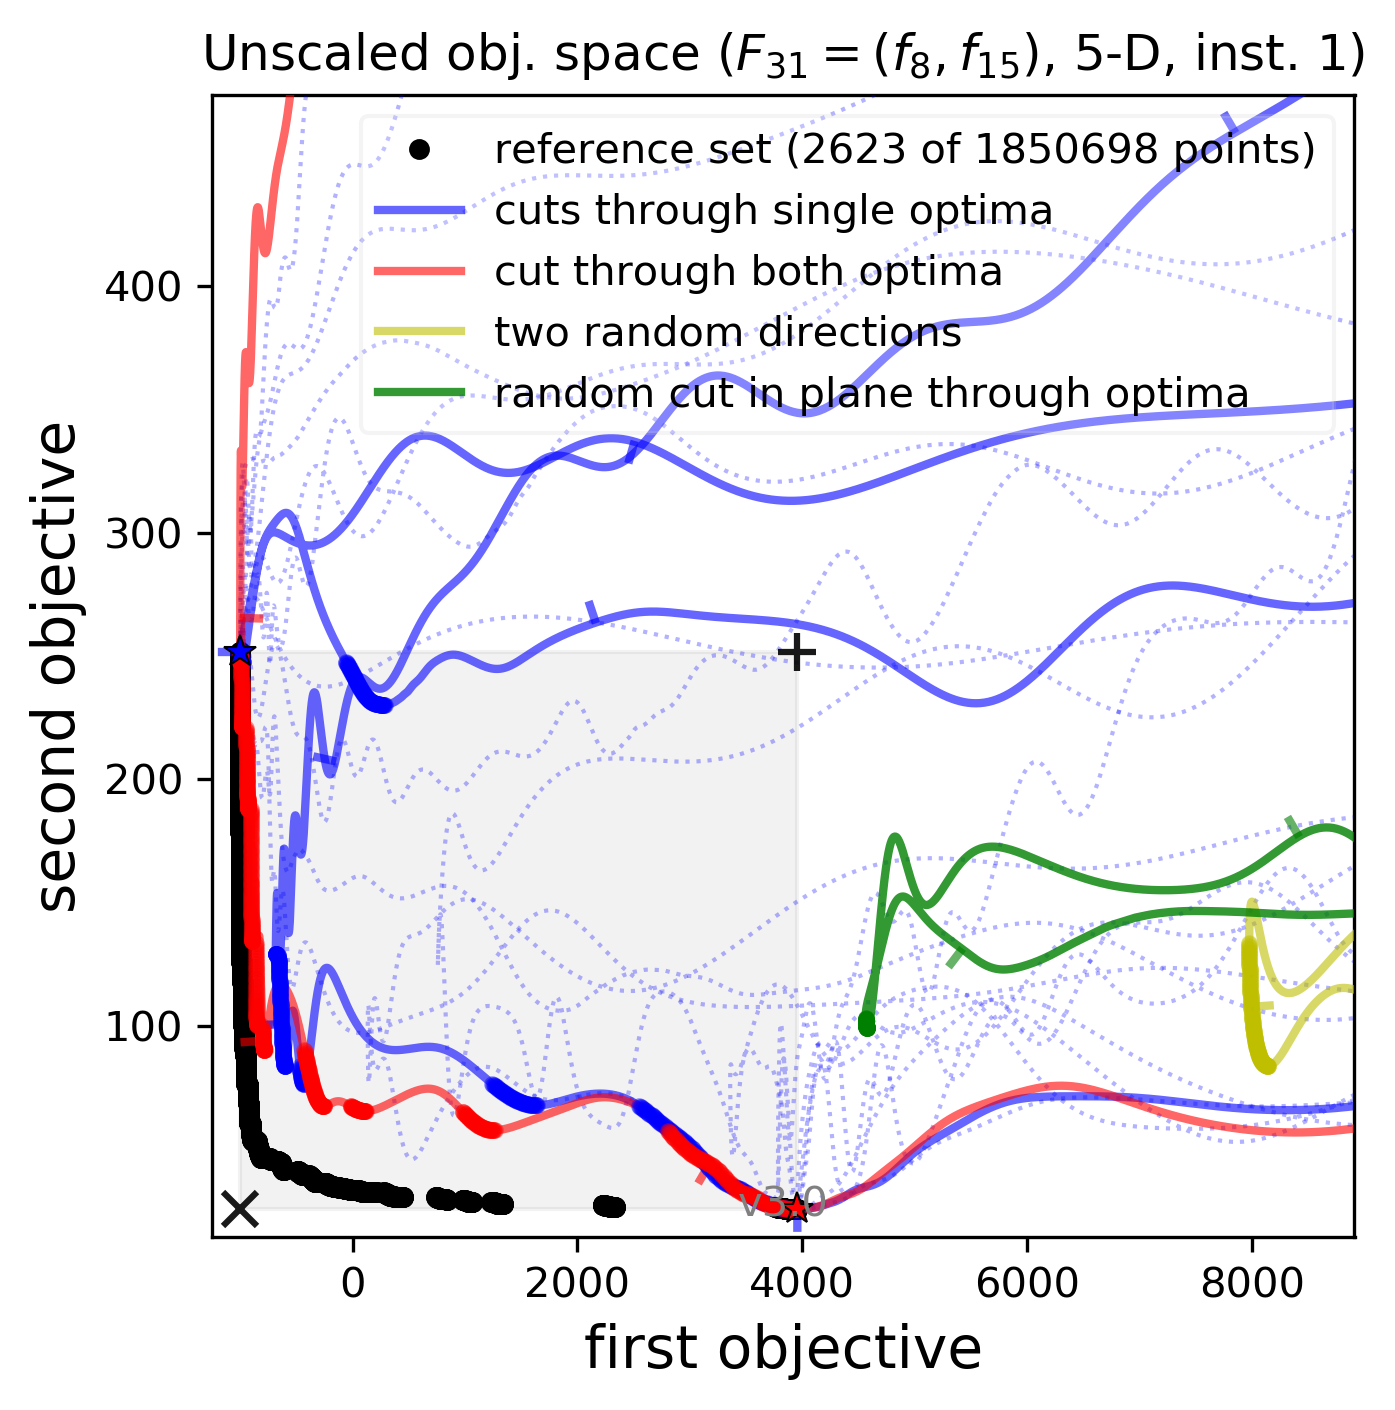 Unscaled obj. space (F31 = (f8, f15), 5-D, inst. 1)
reference set (2623 of 1850698 points)
cuts through single optima
cut through both optima
two random directions
random cut in plane through optima
400
300
200
100
second objective
v3.0
0 2000 4000 6000 8000
first objective